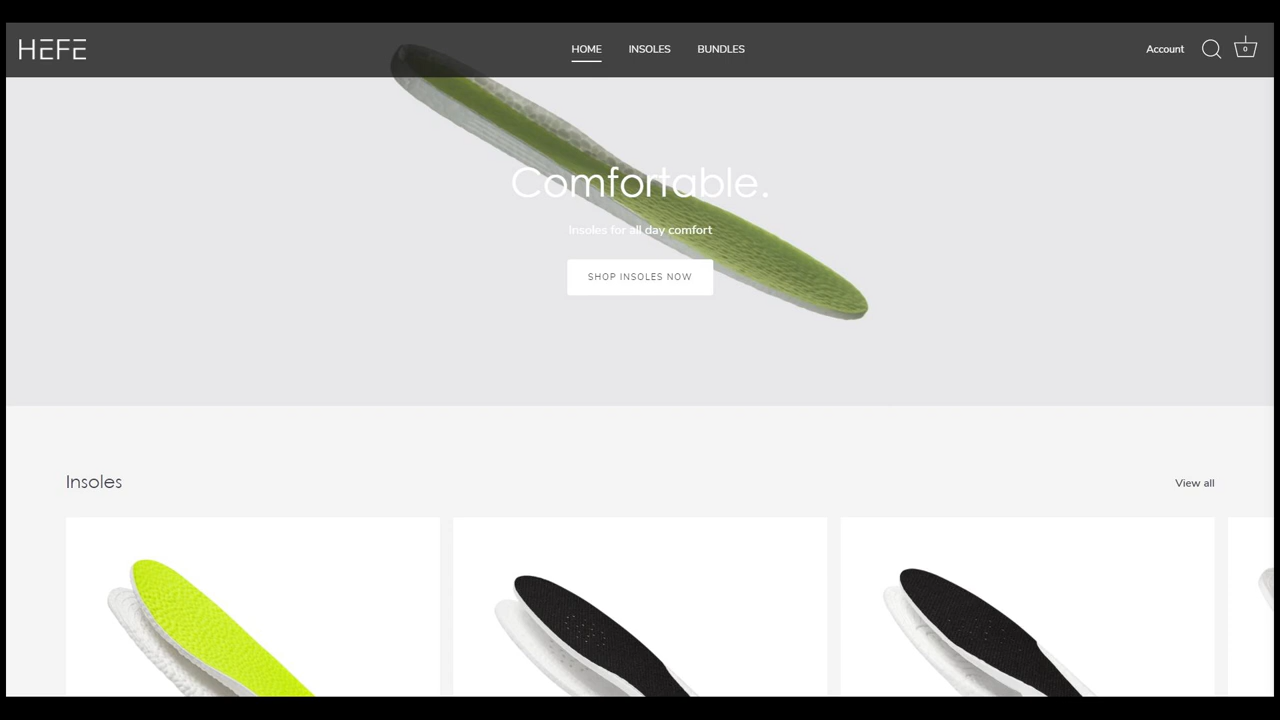 HEFE
HOME INSOLES BUNDLES
Account
0
Comfortable.
Insoles for all day comfort
SHOP INSOLES NOW
Insoles
View all